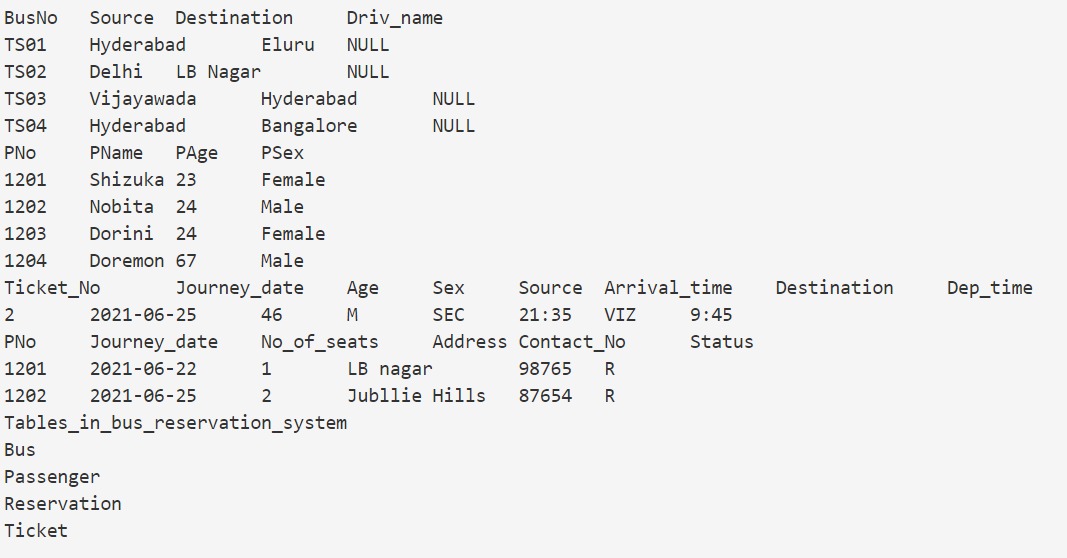 BusNo Source Destination Driv_name
TS01 Hyderabad Eluru NULL
TS02 Delhi LB Nagar NULL
TS03 Vijayawada Hyderabad NULL
TS04 Hyderabad Bangalore NULL
PNo PName PAge PSex
1201 Shizuka 23 Female
1202 Nobita 24 Male
1203 Dorini 24 Female
1204 Doremon 67 Male
Ticket_No Journey_date Age Sex Source Arrival_time Destination Dep_time
2 2021-06-25 46 M SEC 21:35 VIZ 9:45
PNo Journey_date No_of_seats Address Contact_No Status
1201 2021-06-22 1 LB nagar 98765 R
1202 2021-06-25 2 Jubllie Hills 87654 R
Tables_in_bus_reservation_system
Bus
Passenger
Reservation
Ticket